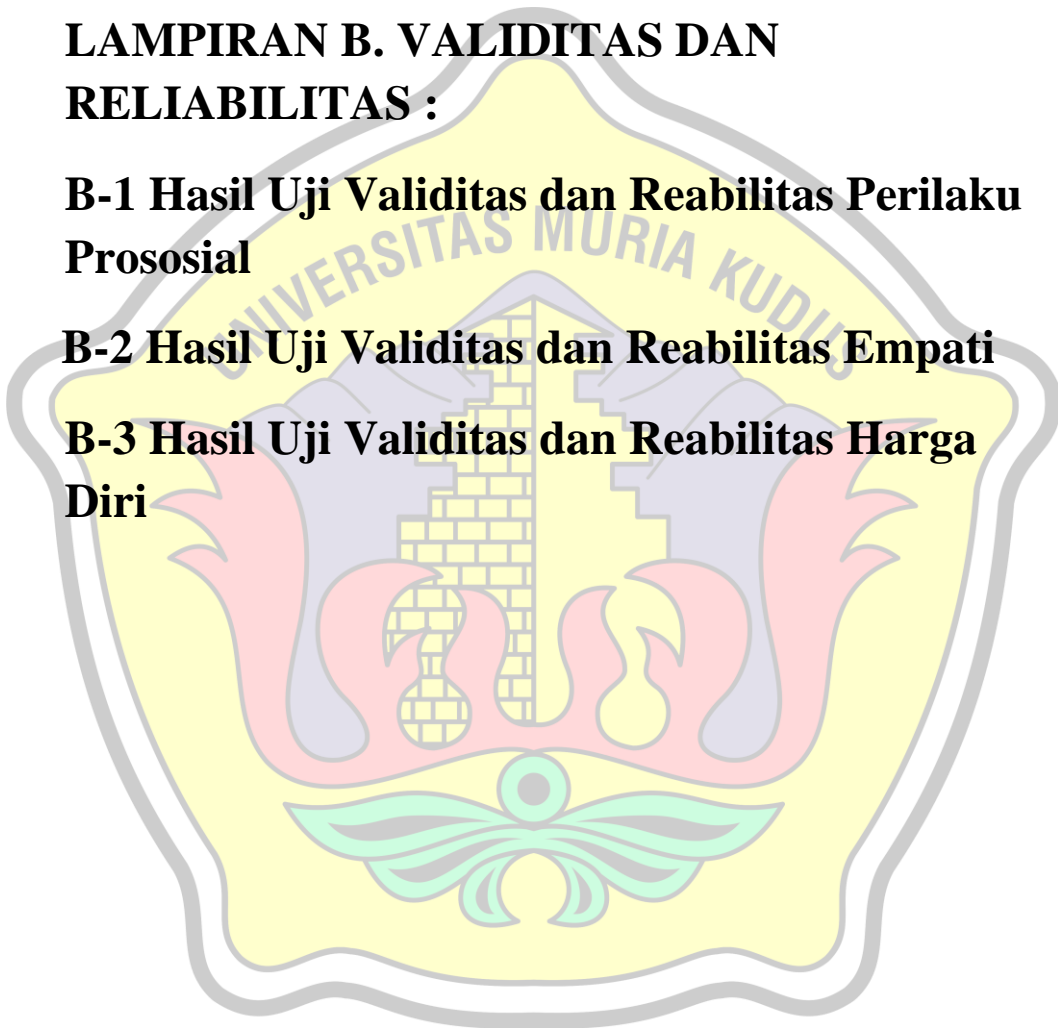 LAMPIRAN B. VALIDITAS DAN
RELIABILITAS :
B-1 Hasil Uji Validitas dan Reabilitas Perilaku
Prososial
UNIVERSITAS MURIA KUDUS
B-2 Hasil Uji Validitas dan Reabilitas Empati
B-3 Hasil Uji Validitas dan Reabilitas Harga
Diri